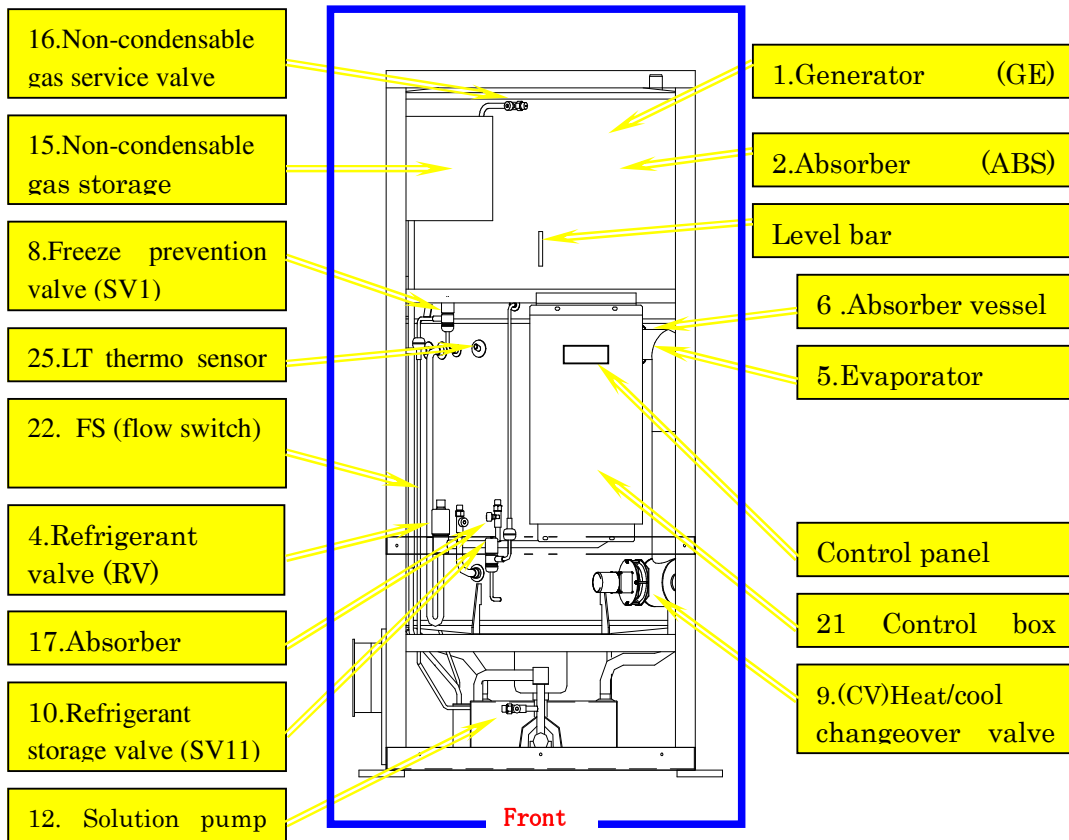 16.Non-condensable
gas service valve
15.Non-condensable
gas storage
8.Freeze prevention
valve (SV1)
25.LT thermo sensor
22. FS (flow switch)
4.Refrigerant
valve (RV)
17.Absorber
10.Refrigerant
storage valve (SV11)
12. Solution pump
1.Generator (GE)
2.Absorber (ABS)
Level bar
6 .Absorber vessel
5.Evaporator
Control panel
21 Control box
9.(CV)Heat/cool
changeover valve
Front